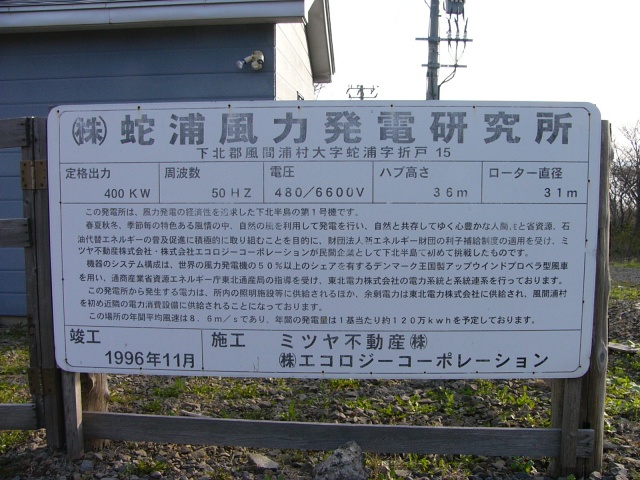 ㈱ 蛇浦風力発電研究所
下北郡風間浦村大字蛇浦字折戸 15
定格出力 周波数 電圧 ハブ高さ ローター直径
400 KW 50 HZ 480/6600V 36m 31m
この発電所は、風力発電の経済性を追求した下北半島の第1号機です。
春夏秋冬、季節毎の特色ある風情の中、自然の風を利用して発電を行い、自然と共存してゆく心豊かな人間性と省資源、石
油代替エネルギーの普及促進に積極的に取り組むことを目的に、財団法人新エネルギー財団の利子補給制度の適用を受け、ミ
ツヤ不動産株式会社・株式会社エコロジーコーポレーションが民間企業として下北半島で初めて挑戦したものです。
機器のシステム構成は、世界の風力発電機の50%以上のシェアを有するデンマーク王国製アップウインドプロペラ型風車
を用い、通商産業省資源エネルギー庁東北通産局の指導を受け、東北電力株式会社の電力系統と系統連系を行っております。
この発電所から発生する電力は、所内の照明施設等に供給されるほか、余剰電力は東北電力株式会社に供給され、風間浦村
を初め近隣の電力消費設備に供給されることになっております。
この場所の年間平均風速は8.6m/sであり、年間の発電量は1基当たり約120万kwhを予定しております。
竣工 施工 ミツヤ不動産㈱
1996年11月 ㈱エコロジーコーポレーション